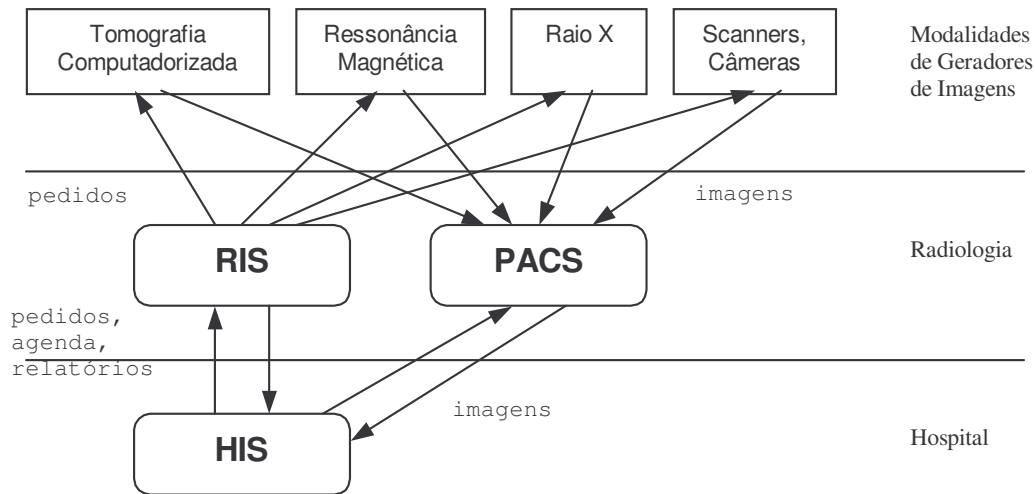 Tomografia
Computadorizada
Ressonância
Magnética
Raio X
Scanners,
Câmeras
Modalidades
de Geradores
de Imagens
pedidos
imagens
RIS
PACS
Radiologia
pedidos,
agenda,
relatórios
imagens
HIS
Hospital